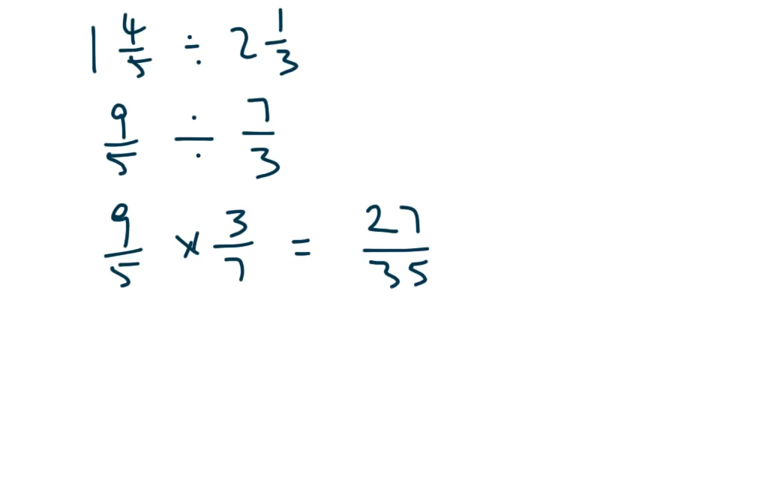 1 4/5 ÷ 2 1/3
9/5 ÷ 7/3
9/5 × 3/7 = 27/35